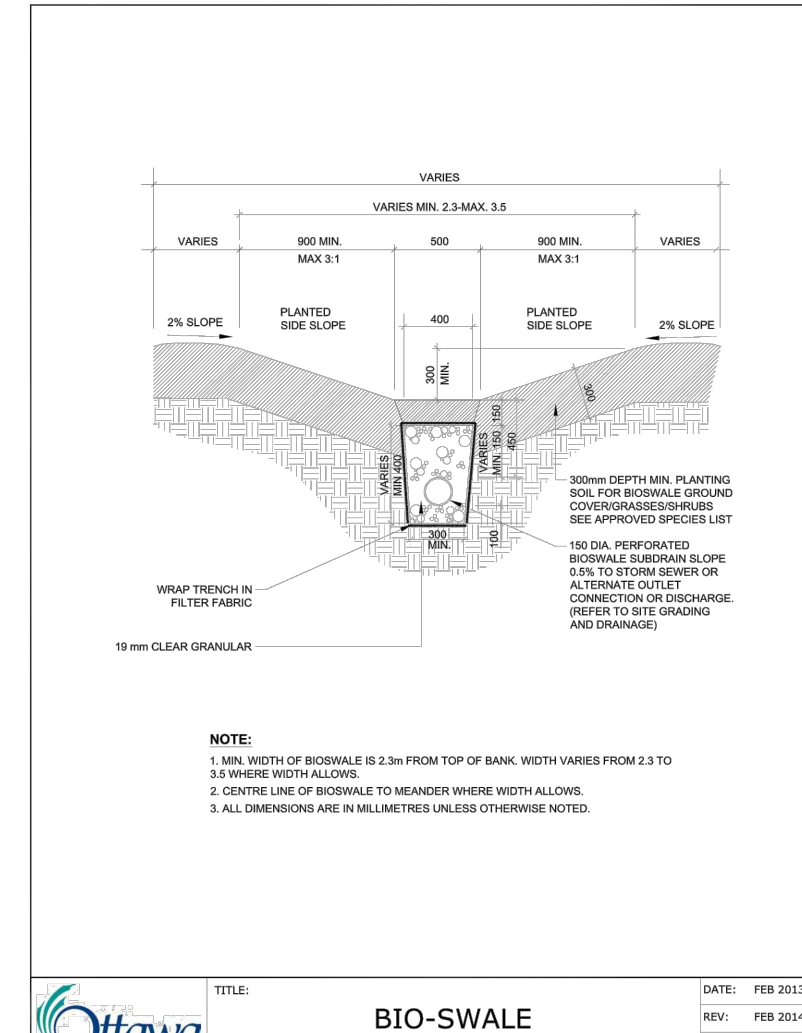 VARIES
VARIES MIN. 2.3-MAX. 3.5
VARIES
900 MIN.
MAX 3:1
500
900 MIN.
MAX 3:1
VARIES
2% SLOPE
PLANTED
SIDE SLOPE
400
PLANTED
SIDE SLOPE
2% SLOPE
300
MIN.
300
150
VARIES
MIN 150
450
VARIES
MIN 400
300
MIN.
100
300mm DEPTH MIN. PLANTING
SOIL FOR BIOSWALE GROUND
COVER/GRASSES/SHRUBS
SEE APPROVED SPECIES LIST
150 DIA. PERFORATED
BIOSWALE SUBDRAIN SLOPE
0.5% TO STORM SEWER OR
ALTERNATE OUTLET
CONNECTION OR DISCHARGE.
(REFER TO SITE GRADING
AND DRAINAGE)
WRAP TRENCH IN
FILTER FABRIC
19 mm CLEAR GRANULAR
NOTE:
1. MIN. WIDTH OF BIOSWALE IS 2.3m FROM TOP OF BANK. WIDTH VARIES FROM 2.3 TO
3.5 WHERE WIDTH ALLOWS.
2. CENTRE LINE OF BIOSWALE TO MEANDER WHERE WIDTH ALLOWS.
3. ALL DIMENSIONS ARE IN MILLIMETRES UNLESS OTHERWISE NOTED.
Ottawa
TITLE:
BIO-SWALE
DATE: FEB 2013
REV: FEB 2014